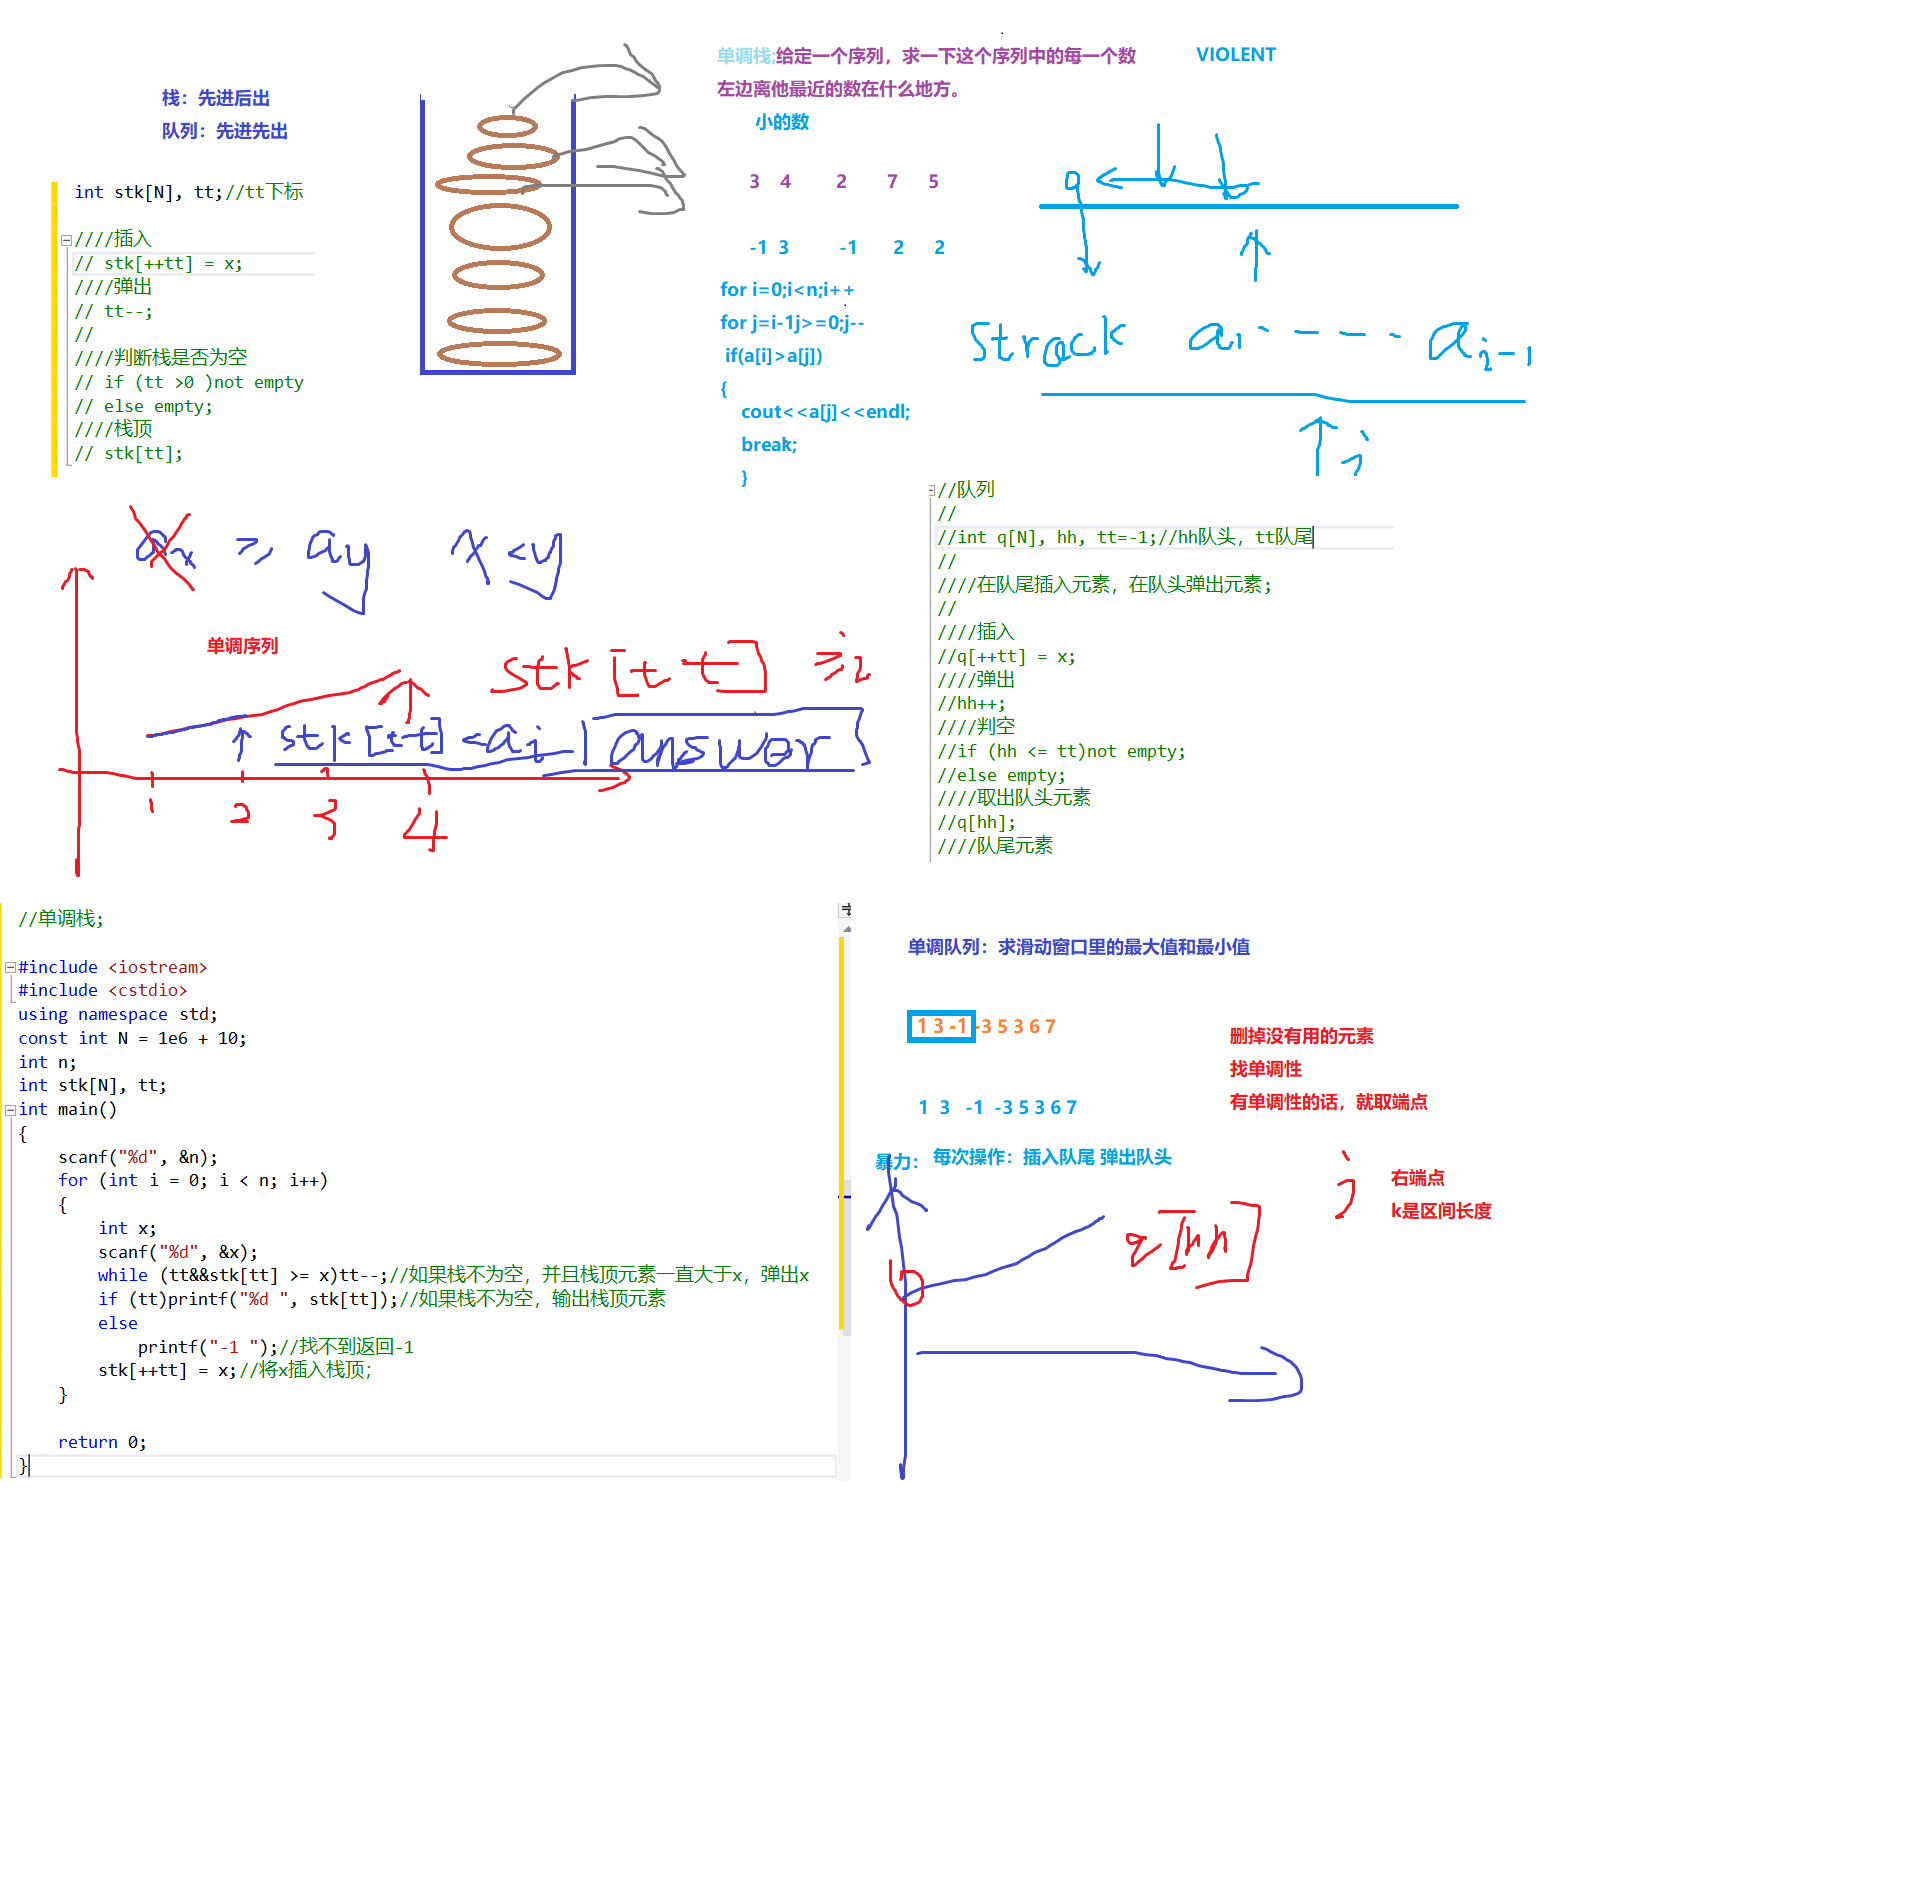 栈：先进后出
队列：先进先出
int stk[N], tt;//tt下标
////插入
// stk[++tt] = x;
////弹出
// tt--;
//
////判断栈是否为空
// if (tt >0 )not empty
// else empty;
////栈顶
// stk[tt];
单调栈;给定一个序列，求一下这个序列中的每一个数
左边离他最近的数在什么地方。
小的数
VIOLENT
3 4 2 7 5
-1 3 -1 2 2
for i=0;i<n;i++
for j=i-1j>=0;j--
if(a[i]>a[j])
{
cout<<a[j]<<endl;
break;
}
Strack a1 - - - - ai-1
i
ax ≥ ay x<y
单调序列
stk[tt] ≥i
stk[tt]<ai answer
1 2 3 4
//队列
//
//int q[N], hh, tt=-1;//hh队头，tt队尾
//
////在队尾插入元素，在队头弹出元素;
//
////插入
//q[++tt] = x;
////弹出
//hh++;
////判空
//if (hh <= tt)not empty;
//else empty;
////取出队头元素
//q[hh];
////队尾元素
//单调栈;
#include <iostream>
#include <cstdio>
using namespace std;
const int N = 1e6 + 10;
int n;
int stk[N], tt;
int main()
{
scanf("%d", &n);
for (int i = 0; i < n; i++)
{
int x;
scanf("%d", &x);
while (tt&&stk[tt] >= x)tt--;//如果栈不为空，并且栈顶元素一直大于x，弹出x
if (tt)printf("%d ", stk[tt]);//如果栈不为空，输出栈顶元素
else
printf("-1 ");//找不到返回-1
stk[++tt] = x;//将x插入栈顶;
}
return 0;
}
单调队列：求滑动窗口里的最大值和最小值
1 3 -1 -3 5 3 6 7
1 3 -1 -3 5 3 6 7
删掉没有用的元素
找单调性
有单调性的话，就取端点
暴力：
每次操作：插入队尾 弹出队头
q[hh]
i
右端点
k是区间长度